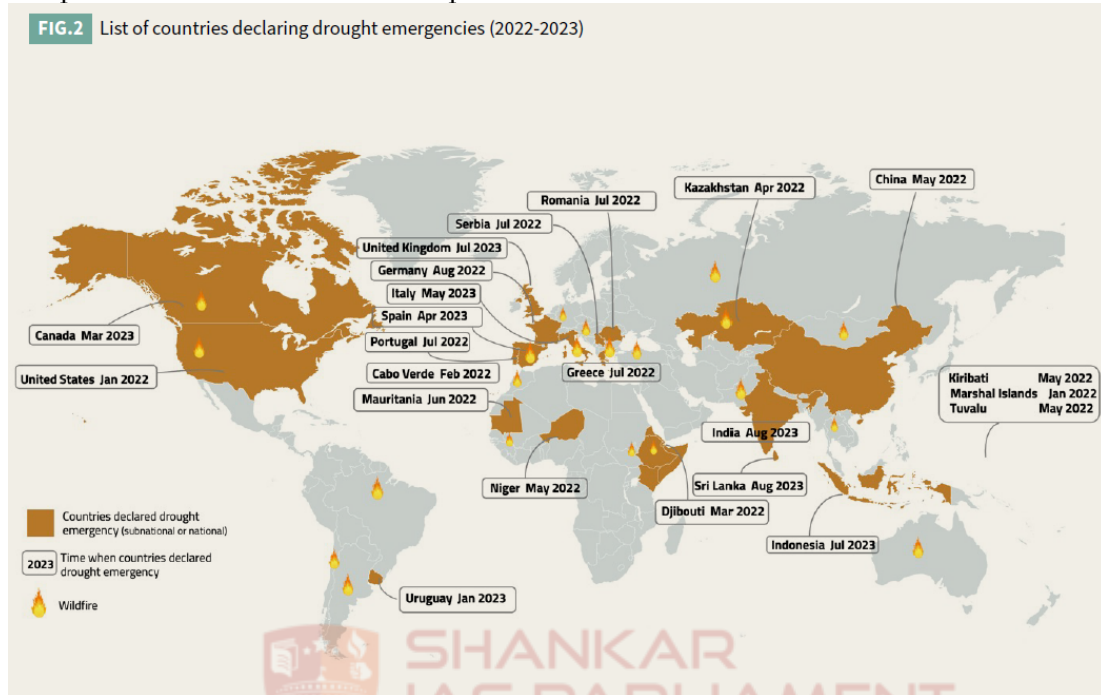 FIG.2 List of countries declaring drought emergencies (2022-2023)
China May 2022
Kazakhstan Apr 2022
Romania Jul 2022
Serbia Jul 2022
United Kingdom Jul 2023
Germany Aug 2022
Italy May 2023
Spain Apr 2023
Canada Mar 2023
Portugal Jul 2022
United States Jan 2022
Cabo Verde Feb 2022
Greece Jul 2022
Mauritania Jun 2022
Kiribati May 2022
Marshal Islands Jan 2022
Tuvalu May 2022
India Aug 2023
Niger May 2022
Sri Lanka Aug 2023
Djibouti Mar 2022
Indonesia Jul 2023
Uruguay Jan 2023
Countries declared drought
emergency (subnational or national)
2023 Time when countries declared
drought emergency
Wildfire
SHANKAR
IAS PARLIAMENT